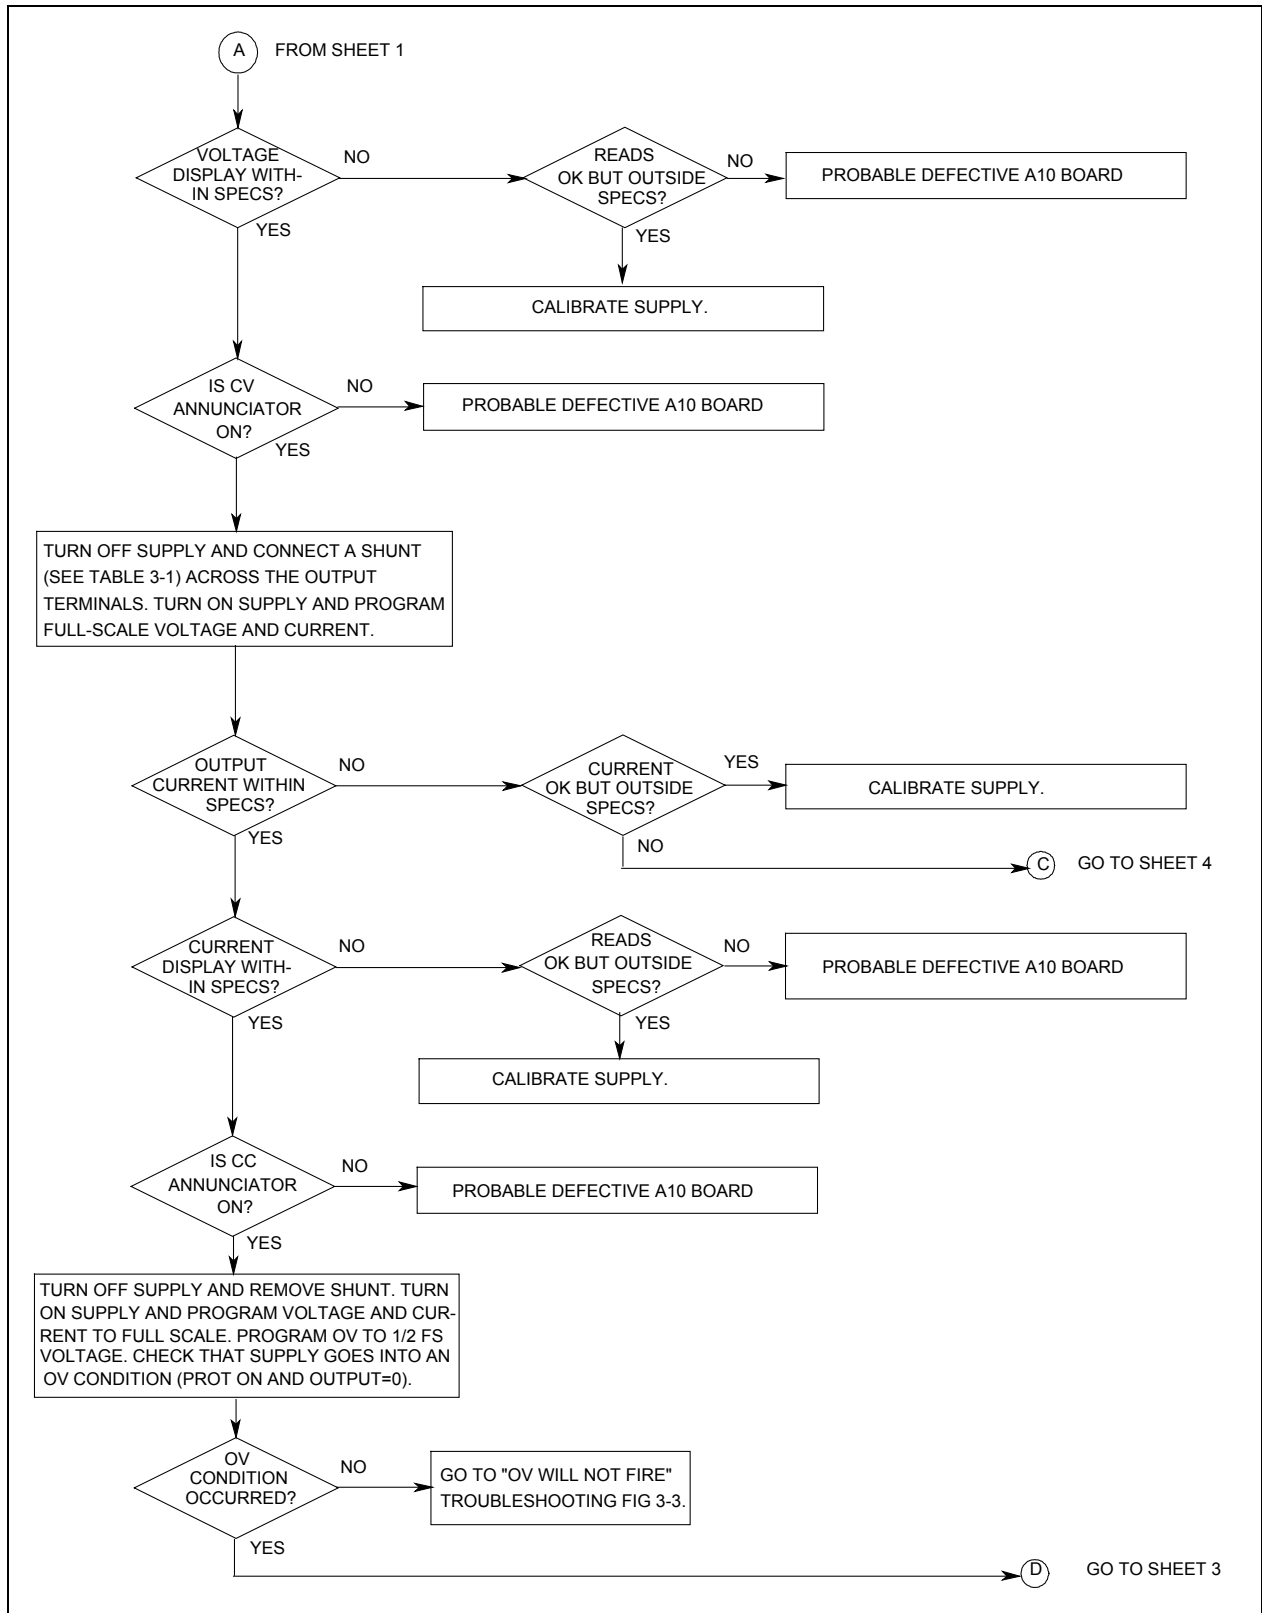 A
FROM SHEET 1
VOLTAGE
DISPLAY WITH-
IN SPECS?
NO
READS
OK BUT OUTSIDE
SPECS?
NO
PROBABLE DEFECTIVE A10 BOARD
YES
YES
CALIBRATE SUPPLY.
IS CV
ANNUNCIATOR
ON?
NO
PROBABLE DEFECTIVE A10 BOARD
YES
TURN OFF SUPPLY AND CONNECT A SHUNT
(SEE TABLE 3-1) ACROSS THE OUTPUT
TERMINALS. TURN ON SUPPLY AND PROGRAM
FULL-SCALE VOLTAGE AND CURRENT.
OUTPUT
CURRENT WITHIN
SPECS?
NO
CURRENT
OK BUT OUTSIDE
SPECS?
YES
CALIBRATE SUPPLY.
YES
NO
C
GO TO SHEET 4
CURRENT
DISPLAY WITH-
IN SPECS?
NO
READS
OK BUT OUTSIDE
SPECS?
NO
PROBABLE DEFECTIVE A10 BOARD
YES
YES
CALIBRATE SUPPLY.
IS CC
ANNUNCIATOR
ON?
NO
PROBABLE DEFECTIVE A10 BOARD
YES
TURN OFF SUPPLY AND REMOVE SHUNT. TURN
ON SUPPLY AND PROGRAM VOLTAGE AND CUR-
RENT TO FULL SCALE. PROGRAM OV TO 1/2 FS
VOLTAGE. CHECK THAT SUPPLY GOES INTO AN
OV CONDITION (PROT ON AND OUTPUT=0).
OV
CONDITION
OCCURRED?
NO
GO TO "OV WILL NOT FIRE"
TROUBLESHOOTING FIG 3-3.
YES
D
GO TO SHEET 3